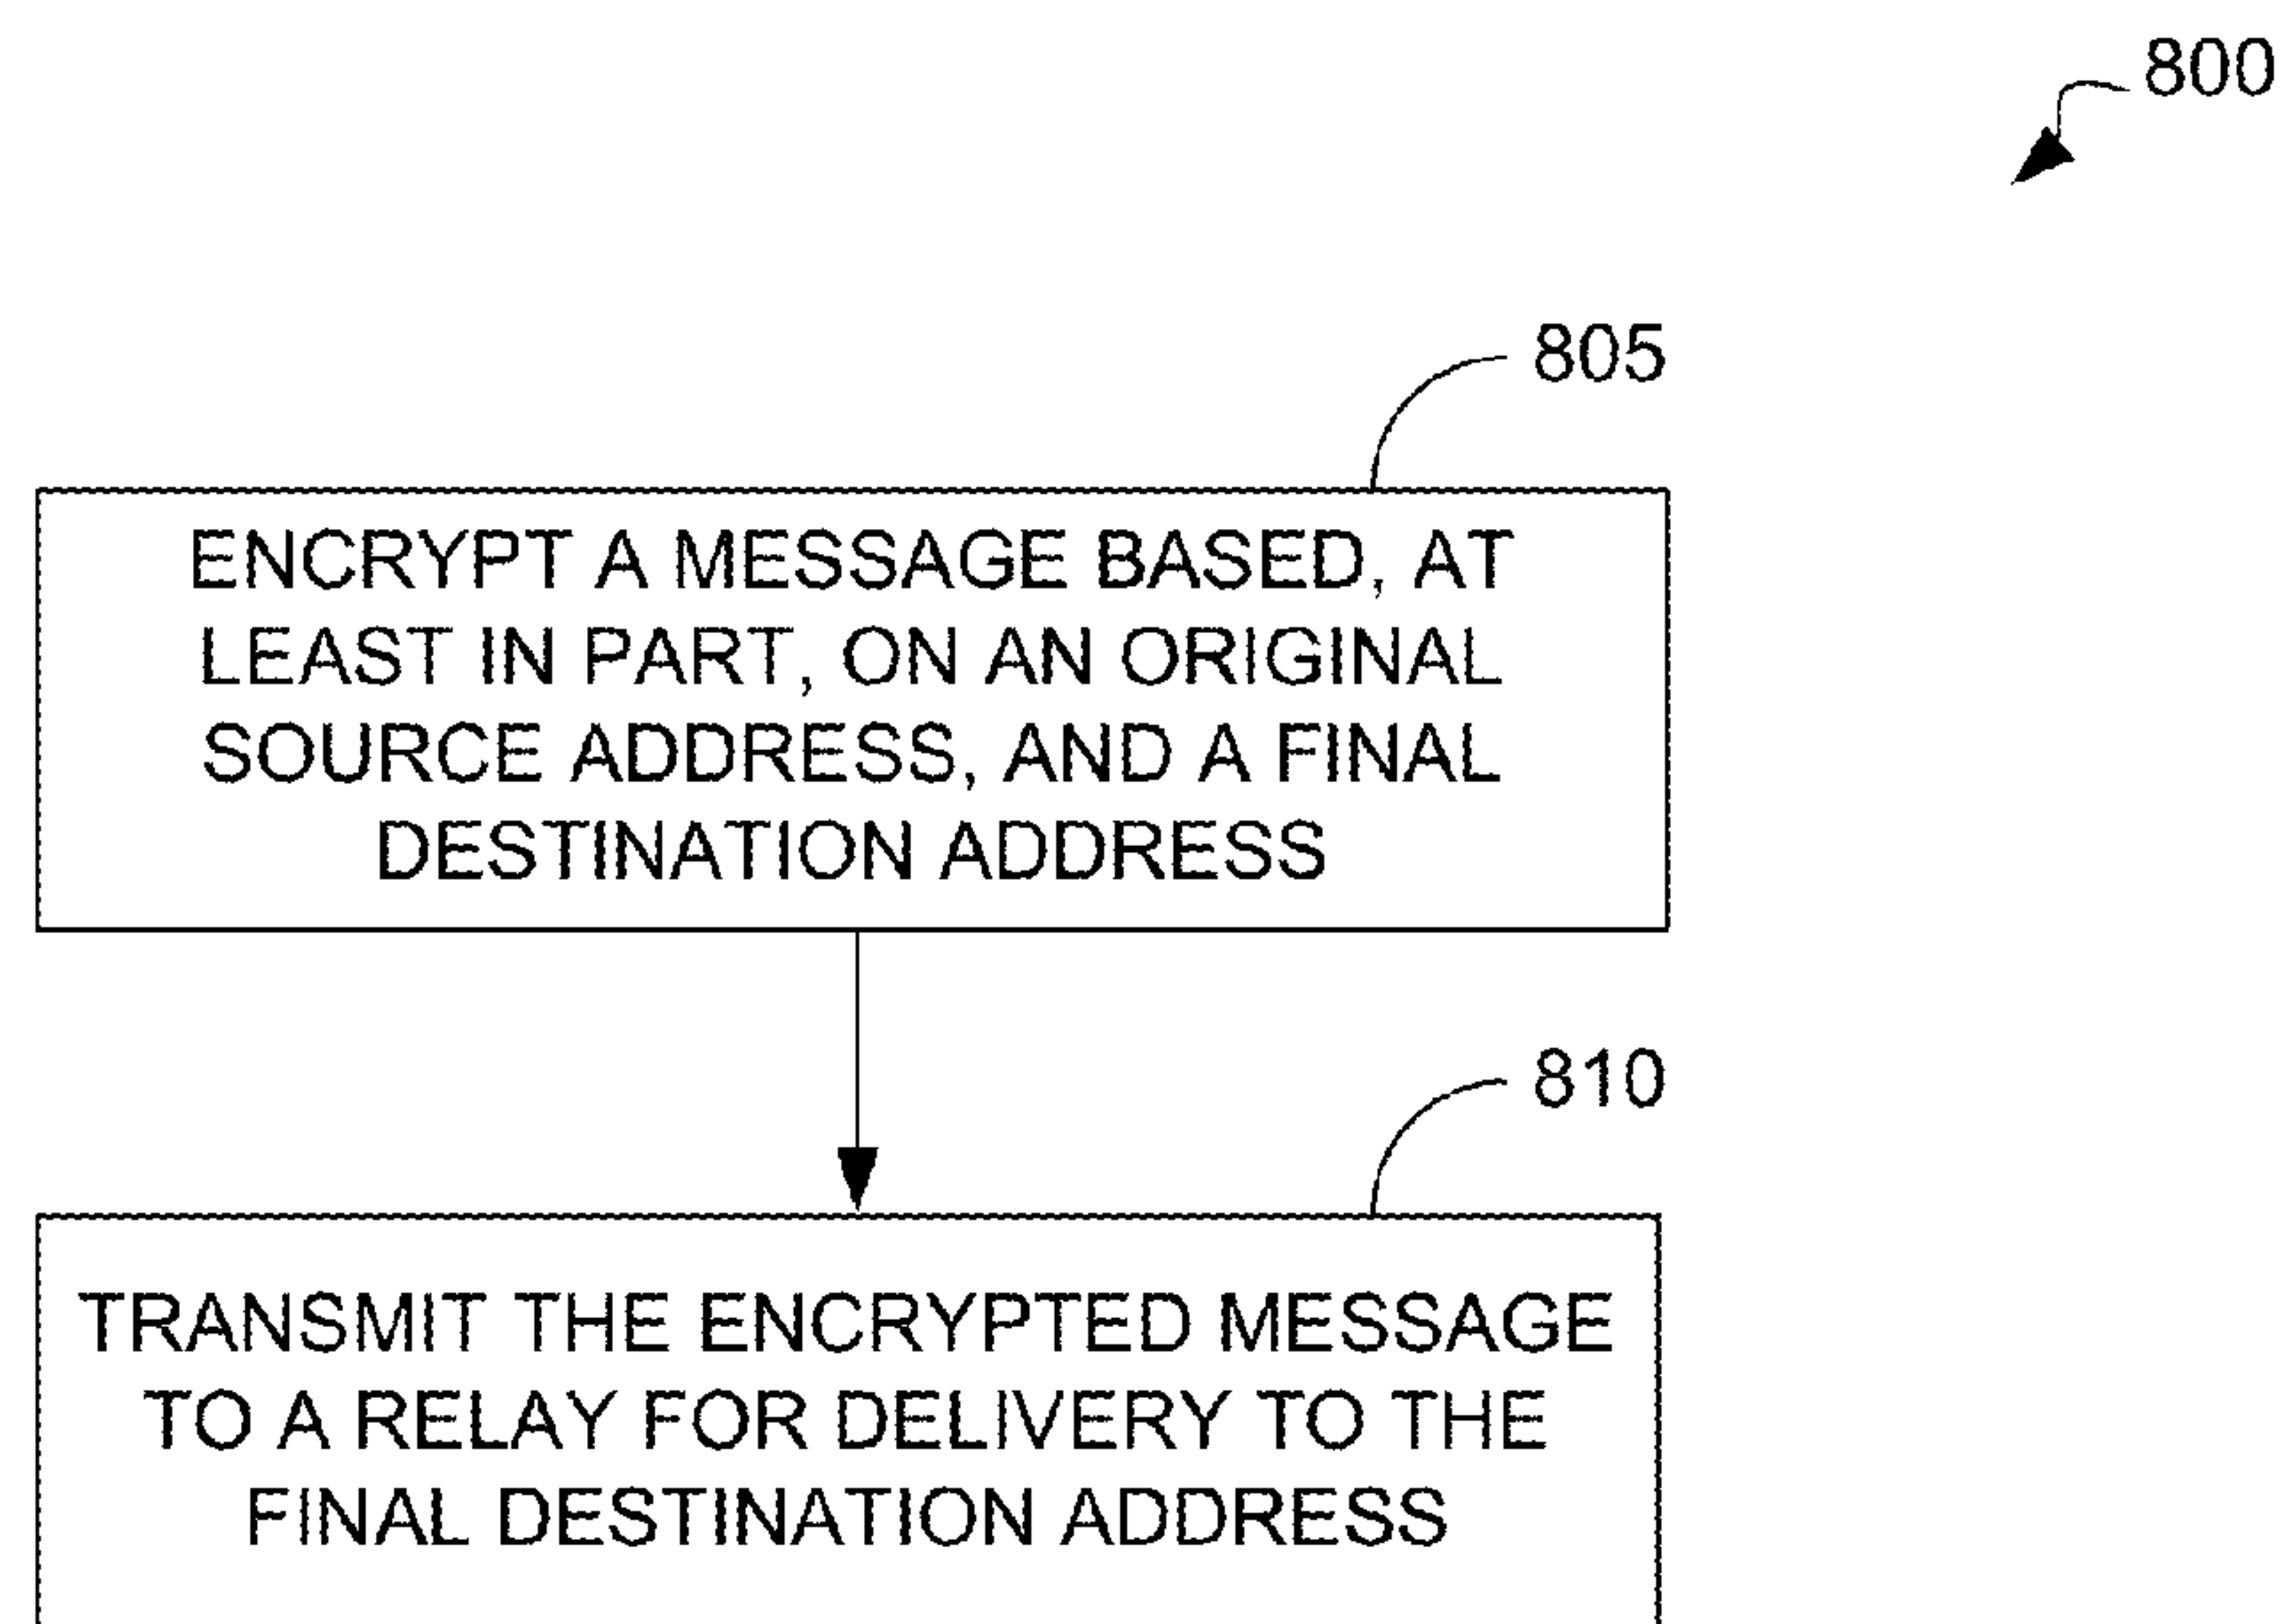 800
805
ENCRYPT A MESSAGE BASED, AT
LEAST IN PART, ON AN ORIGINAL
SOURCE ADDRESS, AND A FINAL
DESTINATION ADDRESS
810
TRANSMIT THE ENCRYPTED MESSAGE
TO A RELAY FOR DELIVERY TO THE
FINAL DESTINATION ADDRESS